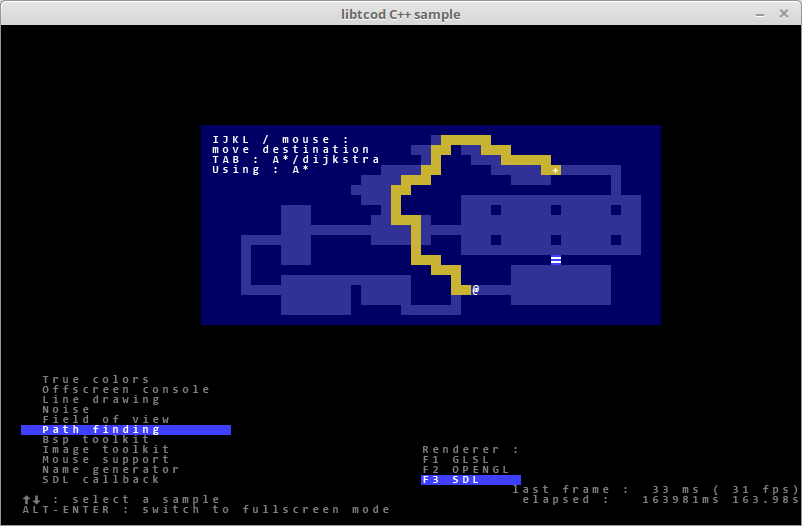 libtcod C++ sample
IJKL / mouse :
move destination
TAB : A*/dijkstra
Using : A*
+
=
@
True colors
Offscreen console
Line drawing
Noise
Field of view
Path finding
Bsp toolkit
Image toolkit
Mouse support
Name generator
SDL callback
Renderer :
F1 GLSL
F2 OPENGL
F3 SDL
last frame :  33 ms ( 31 fps)
elapsed :  163981ms 163.98s
↑↓ : select a sample
ALT-ENTER : switch to fullscreen mode